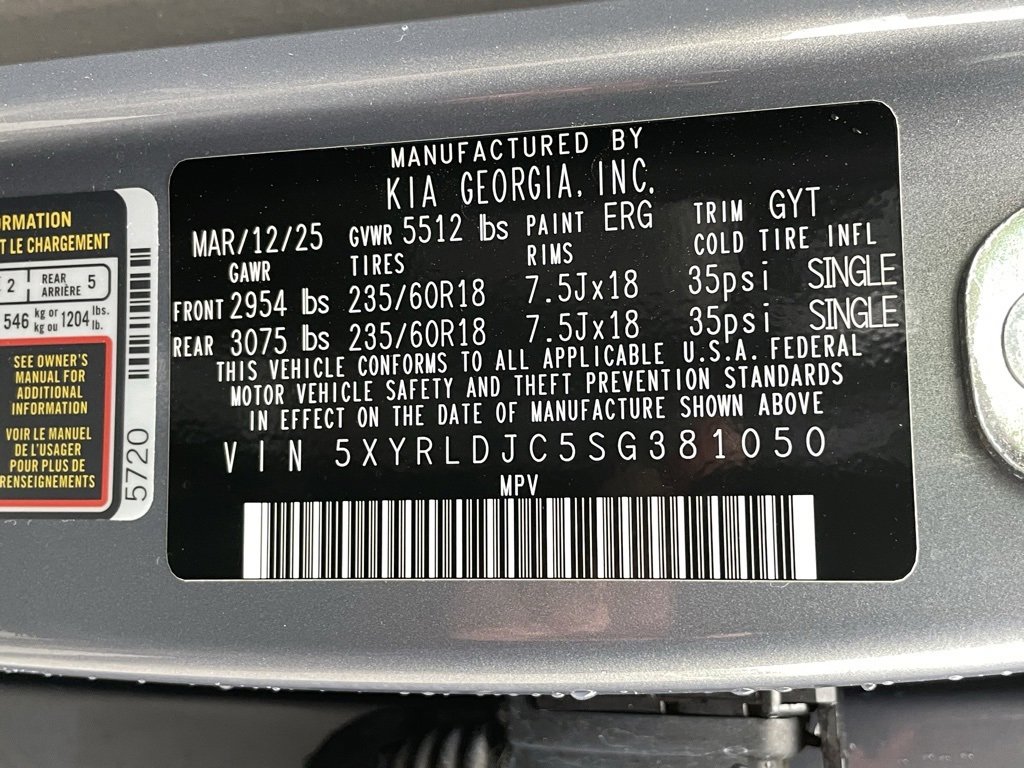 MANUFACTURED BY
KIA GEORGIA, INC.
MAR/12/25 GVWR 5512 lbs PAINT ERG TRIM GYT
GAWR TIRES RIMS COLD TIRE INFL
FRONT 2954 lbs 235/60R18 7.5Jx18 35psi SINGLE
REAR 3075 lbs 235/60R18 7.5Jx18 35psi SINGLE
THIS VEHICLE CONFORMS TO ALL APPLICABLE U.S.A. FEDERAL
MOTOR VEHICLE SAFETY AND THEFT PREVENTION STANDARDS
IN EFFECT ON THE DATE OF MANUFACTURE SHOWN ABOVE
VIN 5XYRLDJC5SG381050
MPV
LE CHARGEMENT
2 REAR ARRIÈRE 5
546 kg or kg ou 1204 lbs. lb.
SEE OWNER'S
MANUAL FOR
ADDITIONAL
INFORMATION
VOIR LE MANUEL
DE L'USAGER
POUR PLUS DE
RENSEIGNEMENTS
5720